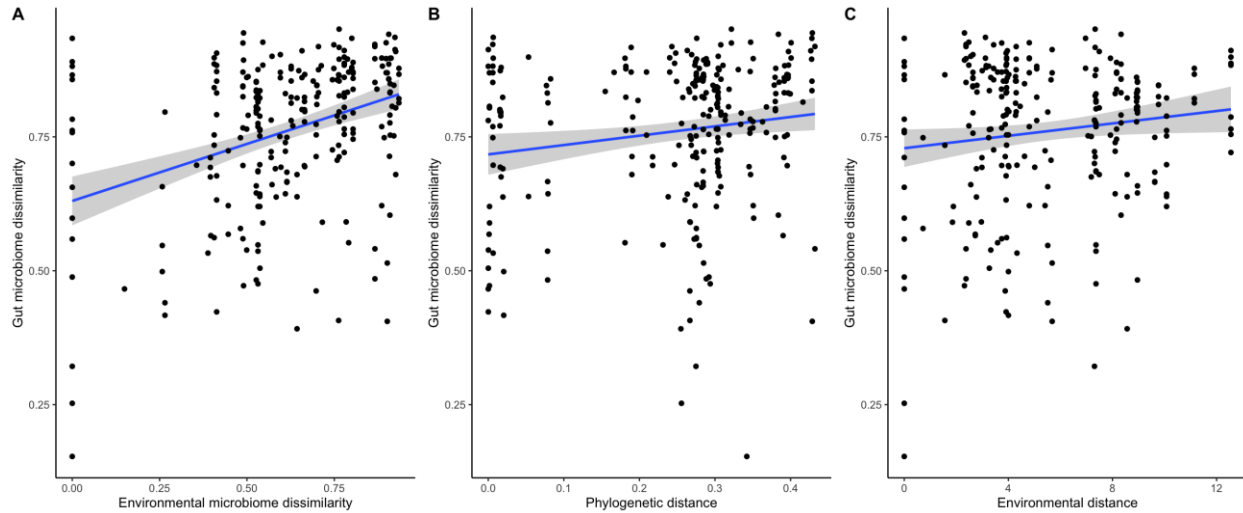 A
B
C
Gut microbiome dissimilarity
0.75
0.50
0.25
0.00
0.25
0.50
0.75
Environmental microbiome dissimilarity
Gut microbiome dissimilarity
0.75
0.50
0.25
0.0
0.1
0.2
0.3
0.4
Phylogenetic distance
Gut microbiome dissimilarity
0.75
0.50
0.25
0
4
8
12
Environmental distance